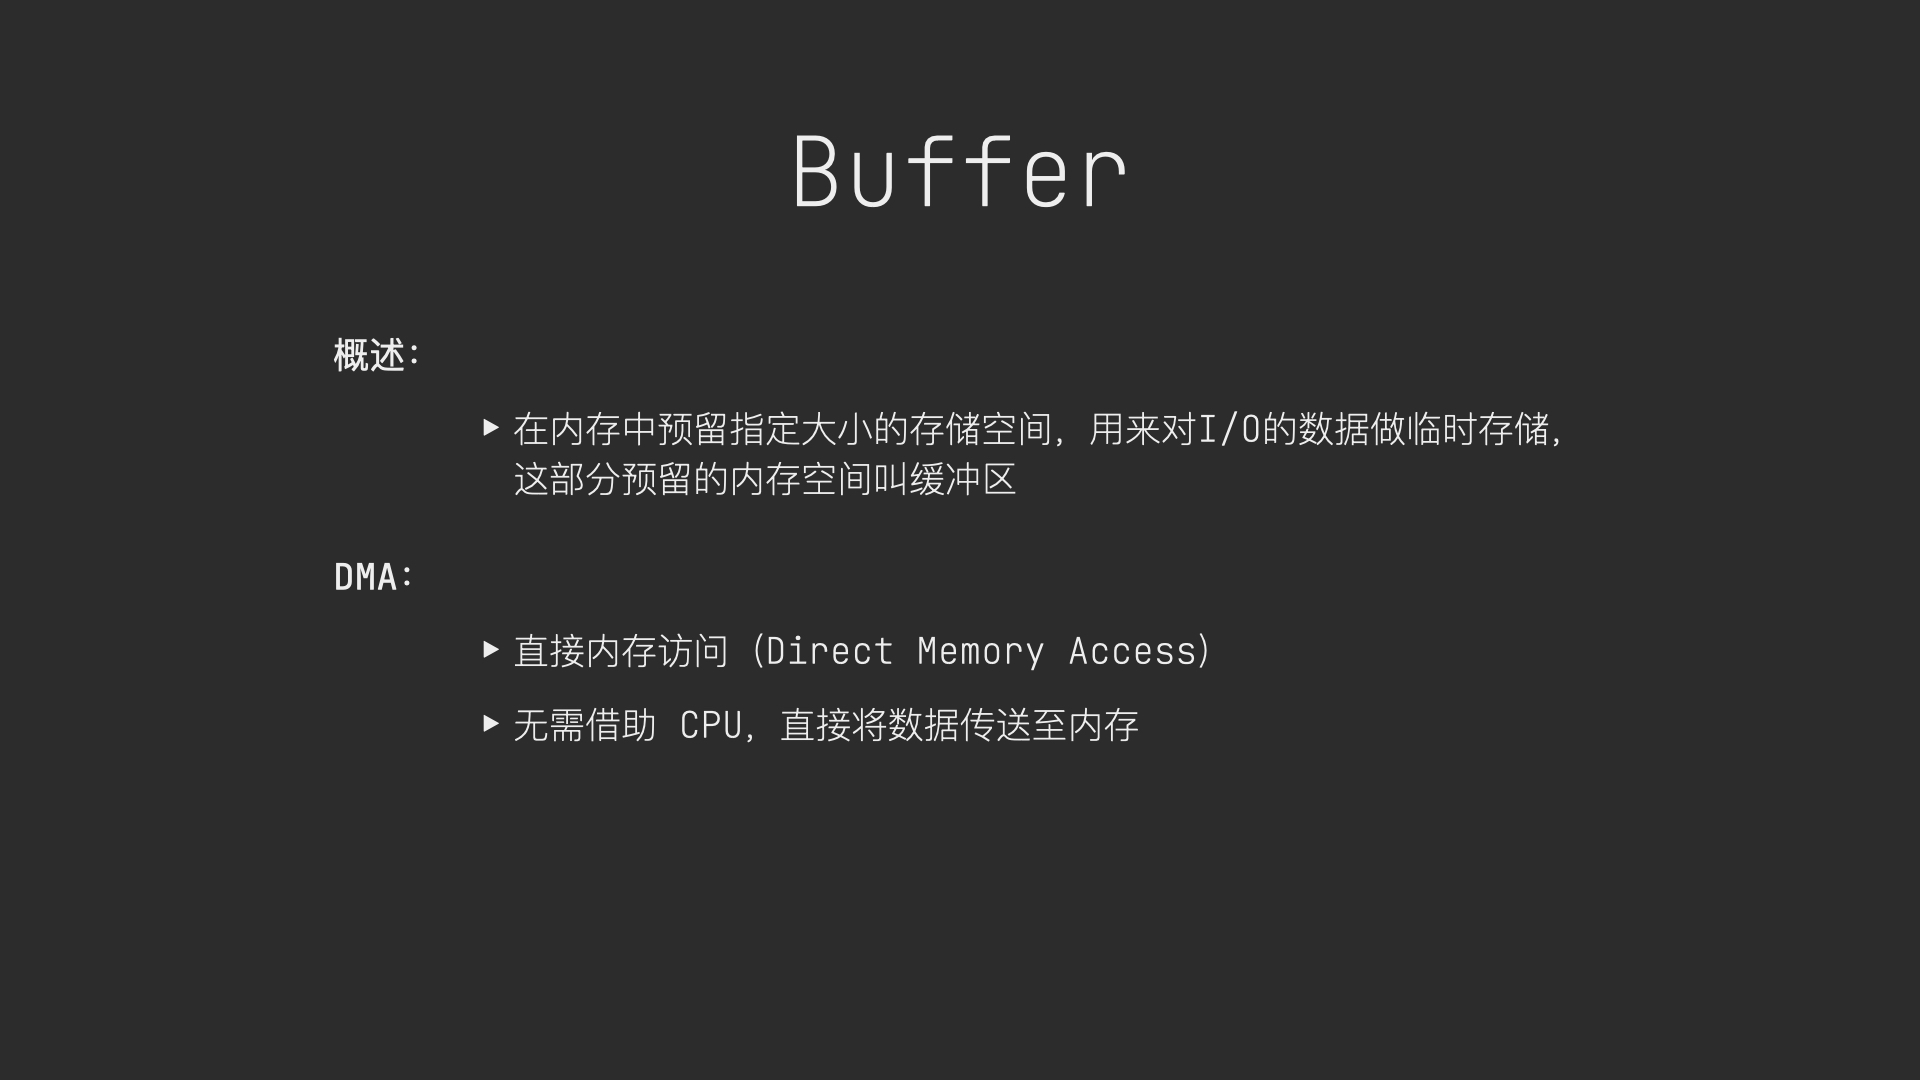 Buffer
概述：
▶ 在内存中预留指定大小的存储空间，用来对I/O的数据做临时存储，
这部分预留的内存空间叫缓冲区
DMA：
▶ 直接内存访问（Direct Memory Access）
▶ 无需借助 CPU，直接将数据传送至内存